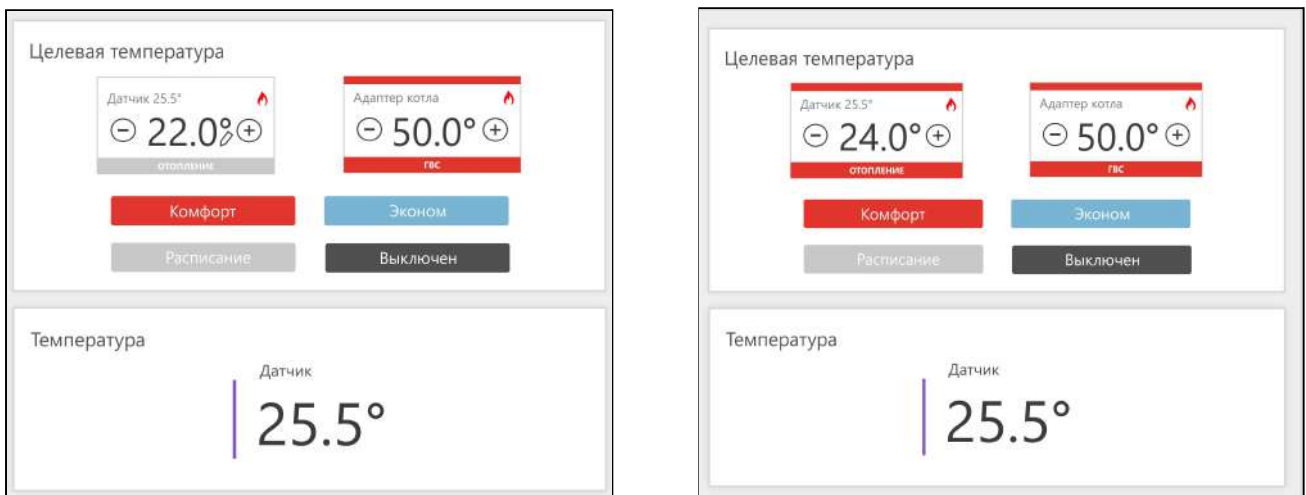 Целевая температура
Датчик 25.5°
22.0°
ОТОПЛЕНИЕ
Адаптер котла
50.0°
ГВС
Комфорт
Эконом
Расписание
Выключен
Температура
Датчик
25.5°
Целевая температура
Датчик 25.5°
24.0°
ОТОПЛЕНИЕ
Адаптер котла
50.0°
ГВС
Комфорт
Эконом
Расписание
Выключен
Температура
Датчик
25.5°